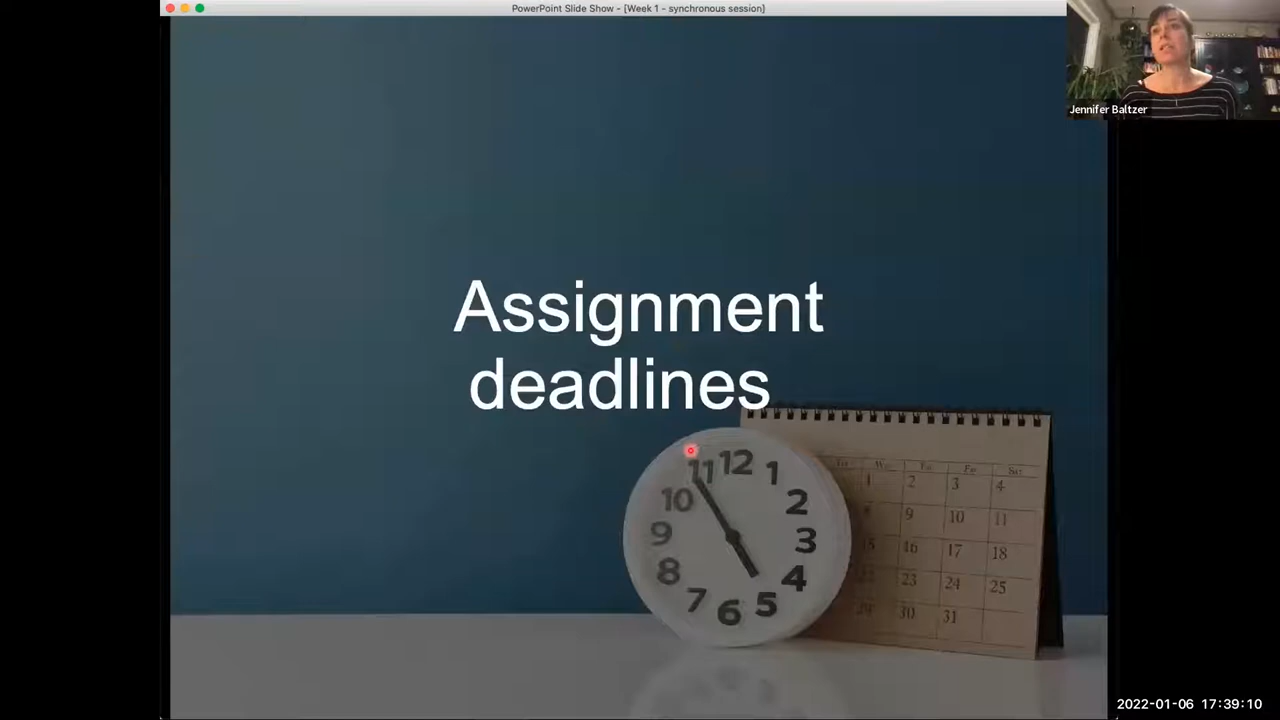 PowerPoint Slide Show - [Week 1 - synchronous session]
Jennifer Baltzer
Assignment
deadlines
11 12 1
10 2
9 3
8 4
7 6 5
1 2 3 4
9 10 11
16 17 18
23 24 25
30 31
2022-01-06 17:39:10